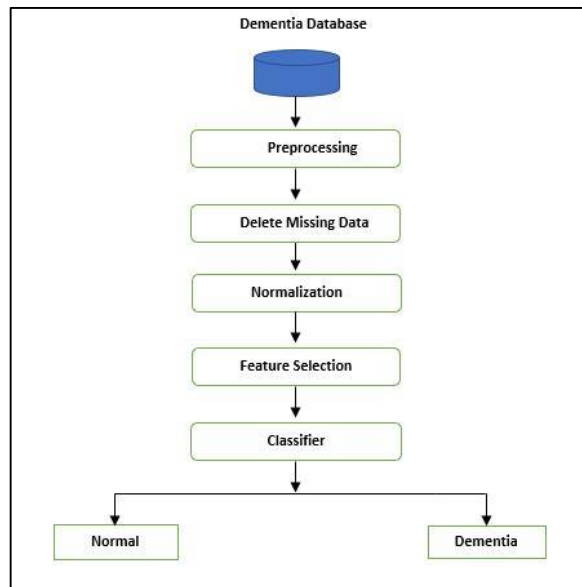 Dementia Database
Preprocessing
Delete Missing Data
Normalization
Feature Selection
Classifier
Normal
Dementia